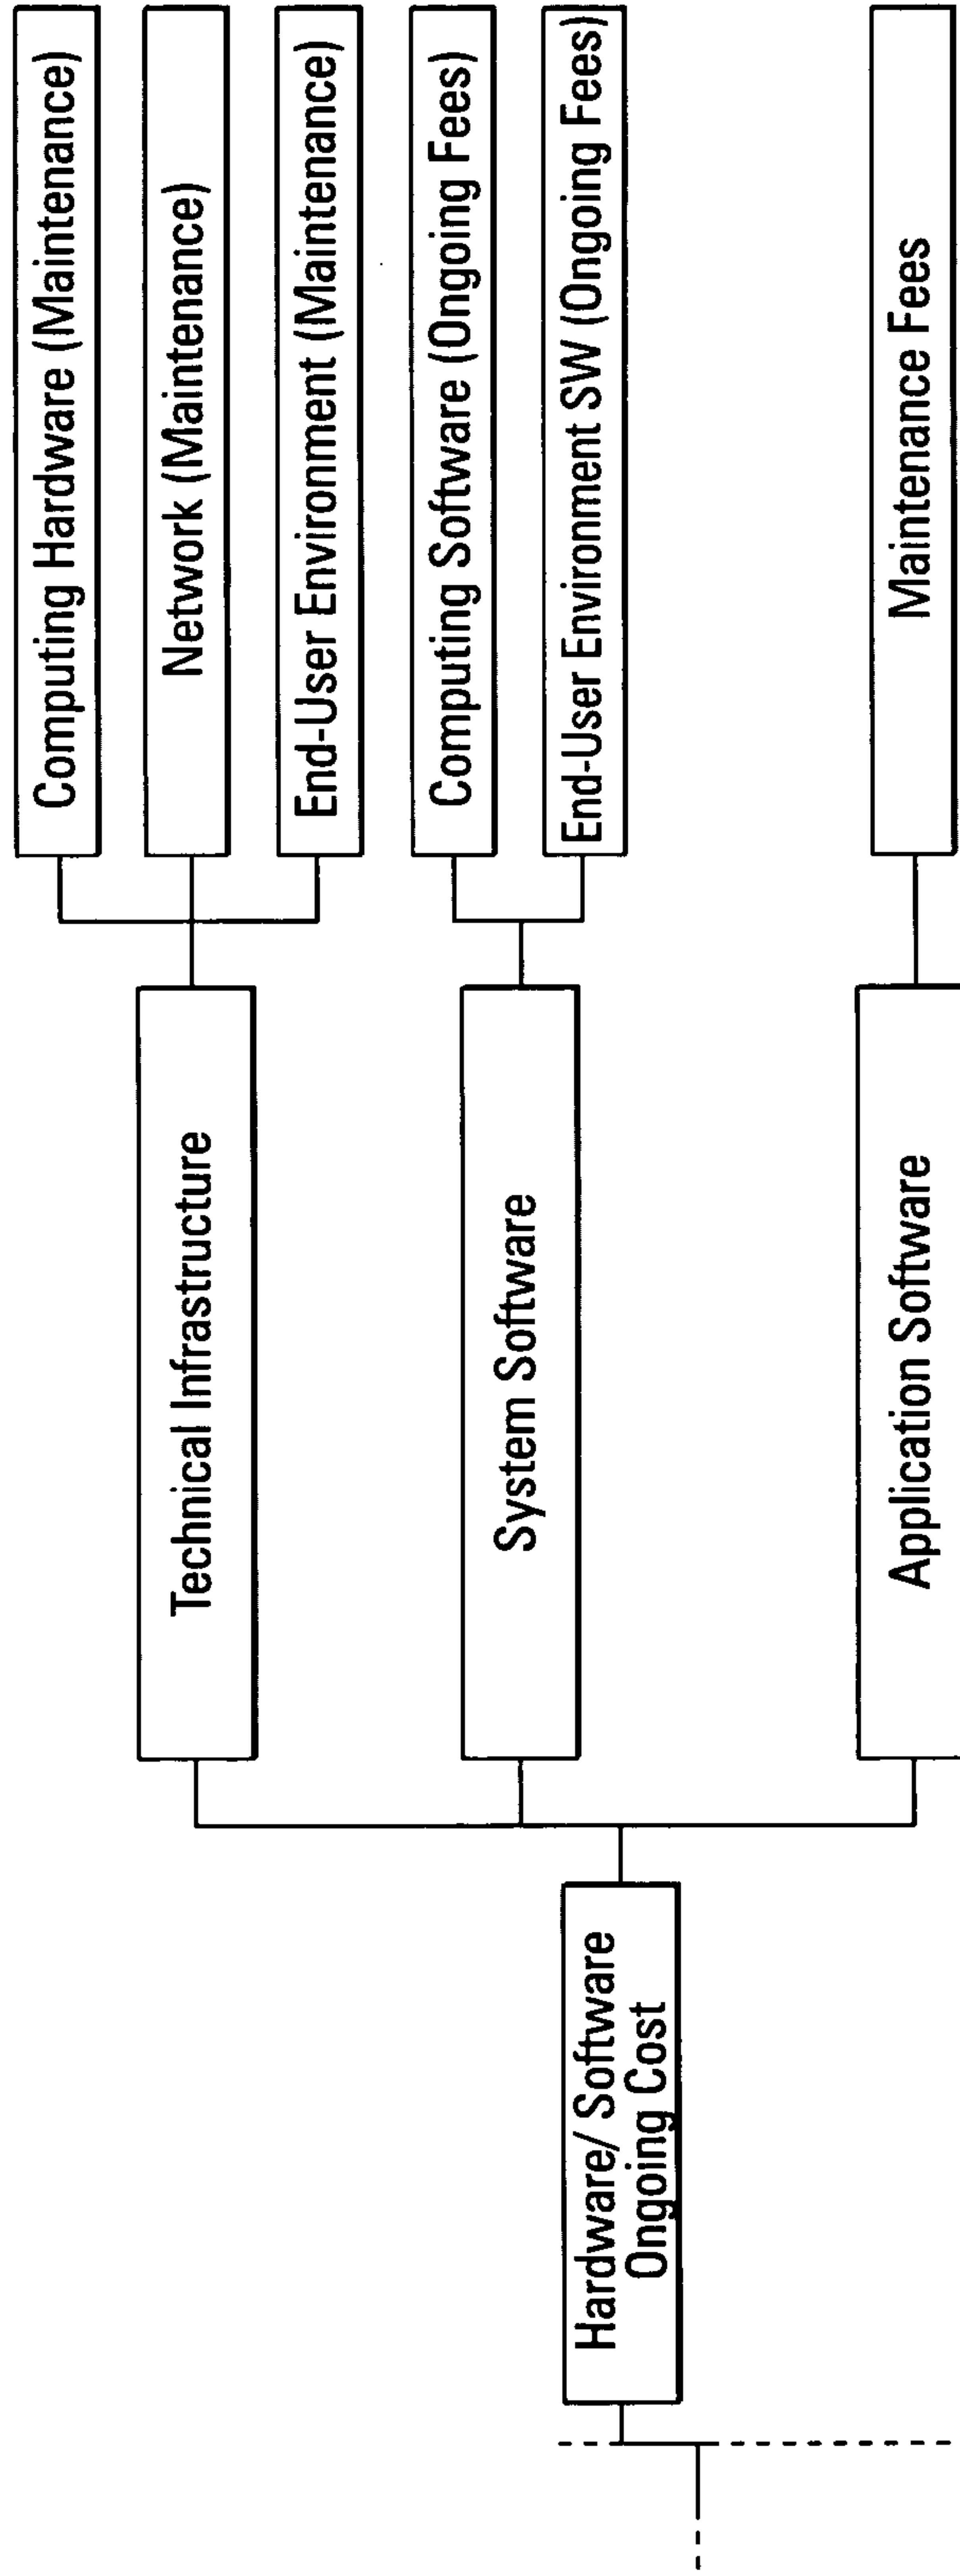 Hardware/ Software
Ongoing Cost
Technical Infrastructure
Computing Hardware (Maintenance)
Network (Maintenance)
End-User Environment (Maintenance)
System Software
Computing Software (Ongoing Fees)
End-User Environment SW (Ongoing Fees)
Application Software
Maintenance Fees